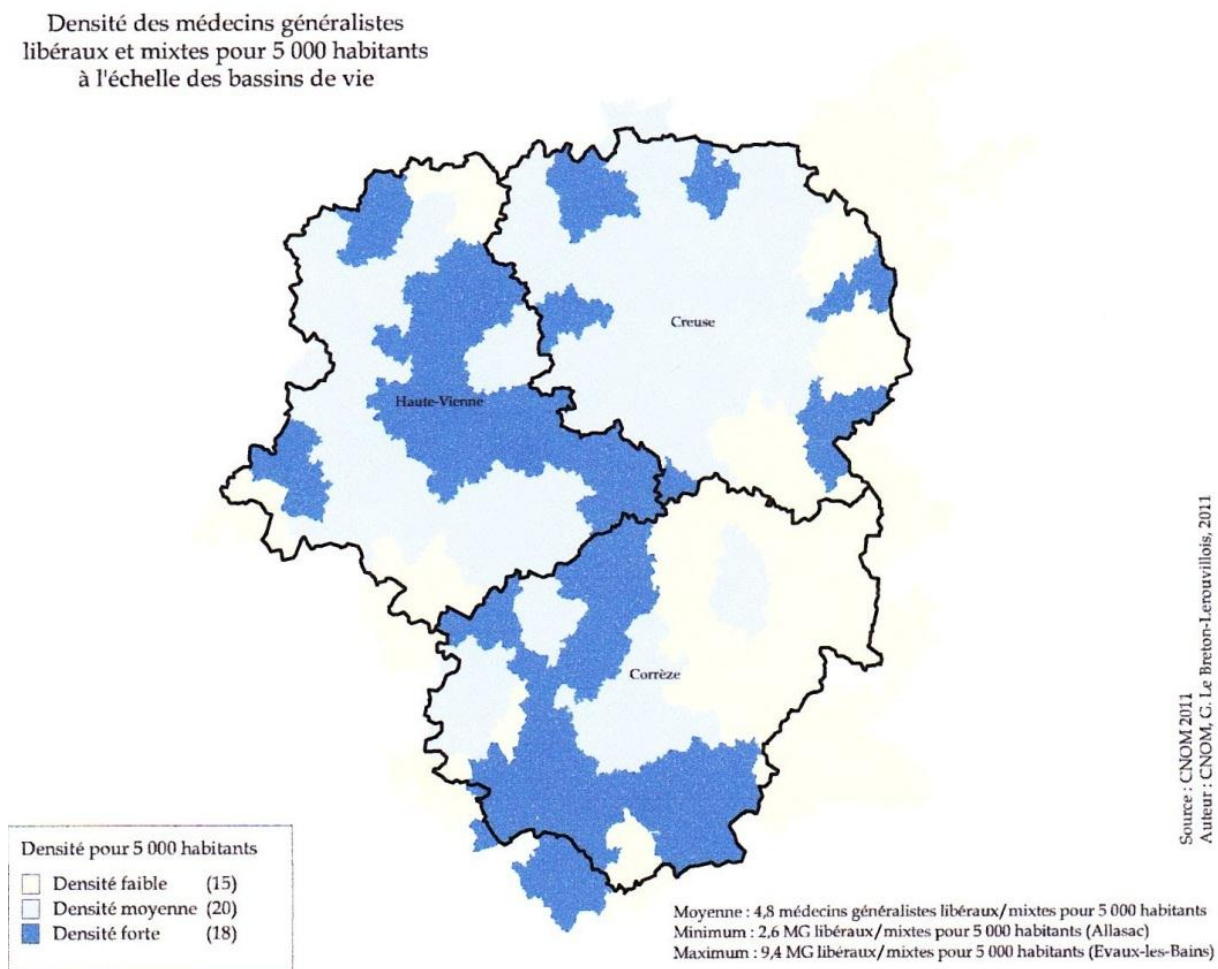 Densité des médecins généralistes
libéraux et mixtes pour 5 000 habitants
à l'échelle des bassins de vie
Creuse
Haute-Vienne
Corrèze
Source : CNOM 2011
Auteur : CNOM, G. Le Breton-Lerouvillois, 2011
Densité pour 5 000 habitants
Densité faible (15)
Densité moyenne (20)
Densité forte (18)
Moyenne : 4,8 médecins généralistes libéraux/mixtes pour 5 000 habitants
Minimum : 2,6 MG libéraux/mixtes pour 5 000 habitants (Allasac)
Maximum : 9,4 MG libéraux/mixtes pour 5 000 habitants (Evaux-les-Bains)